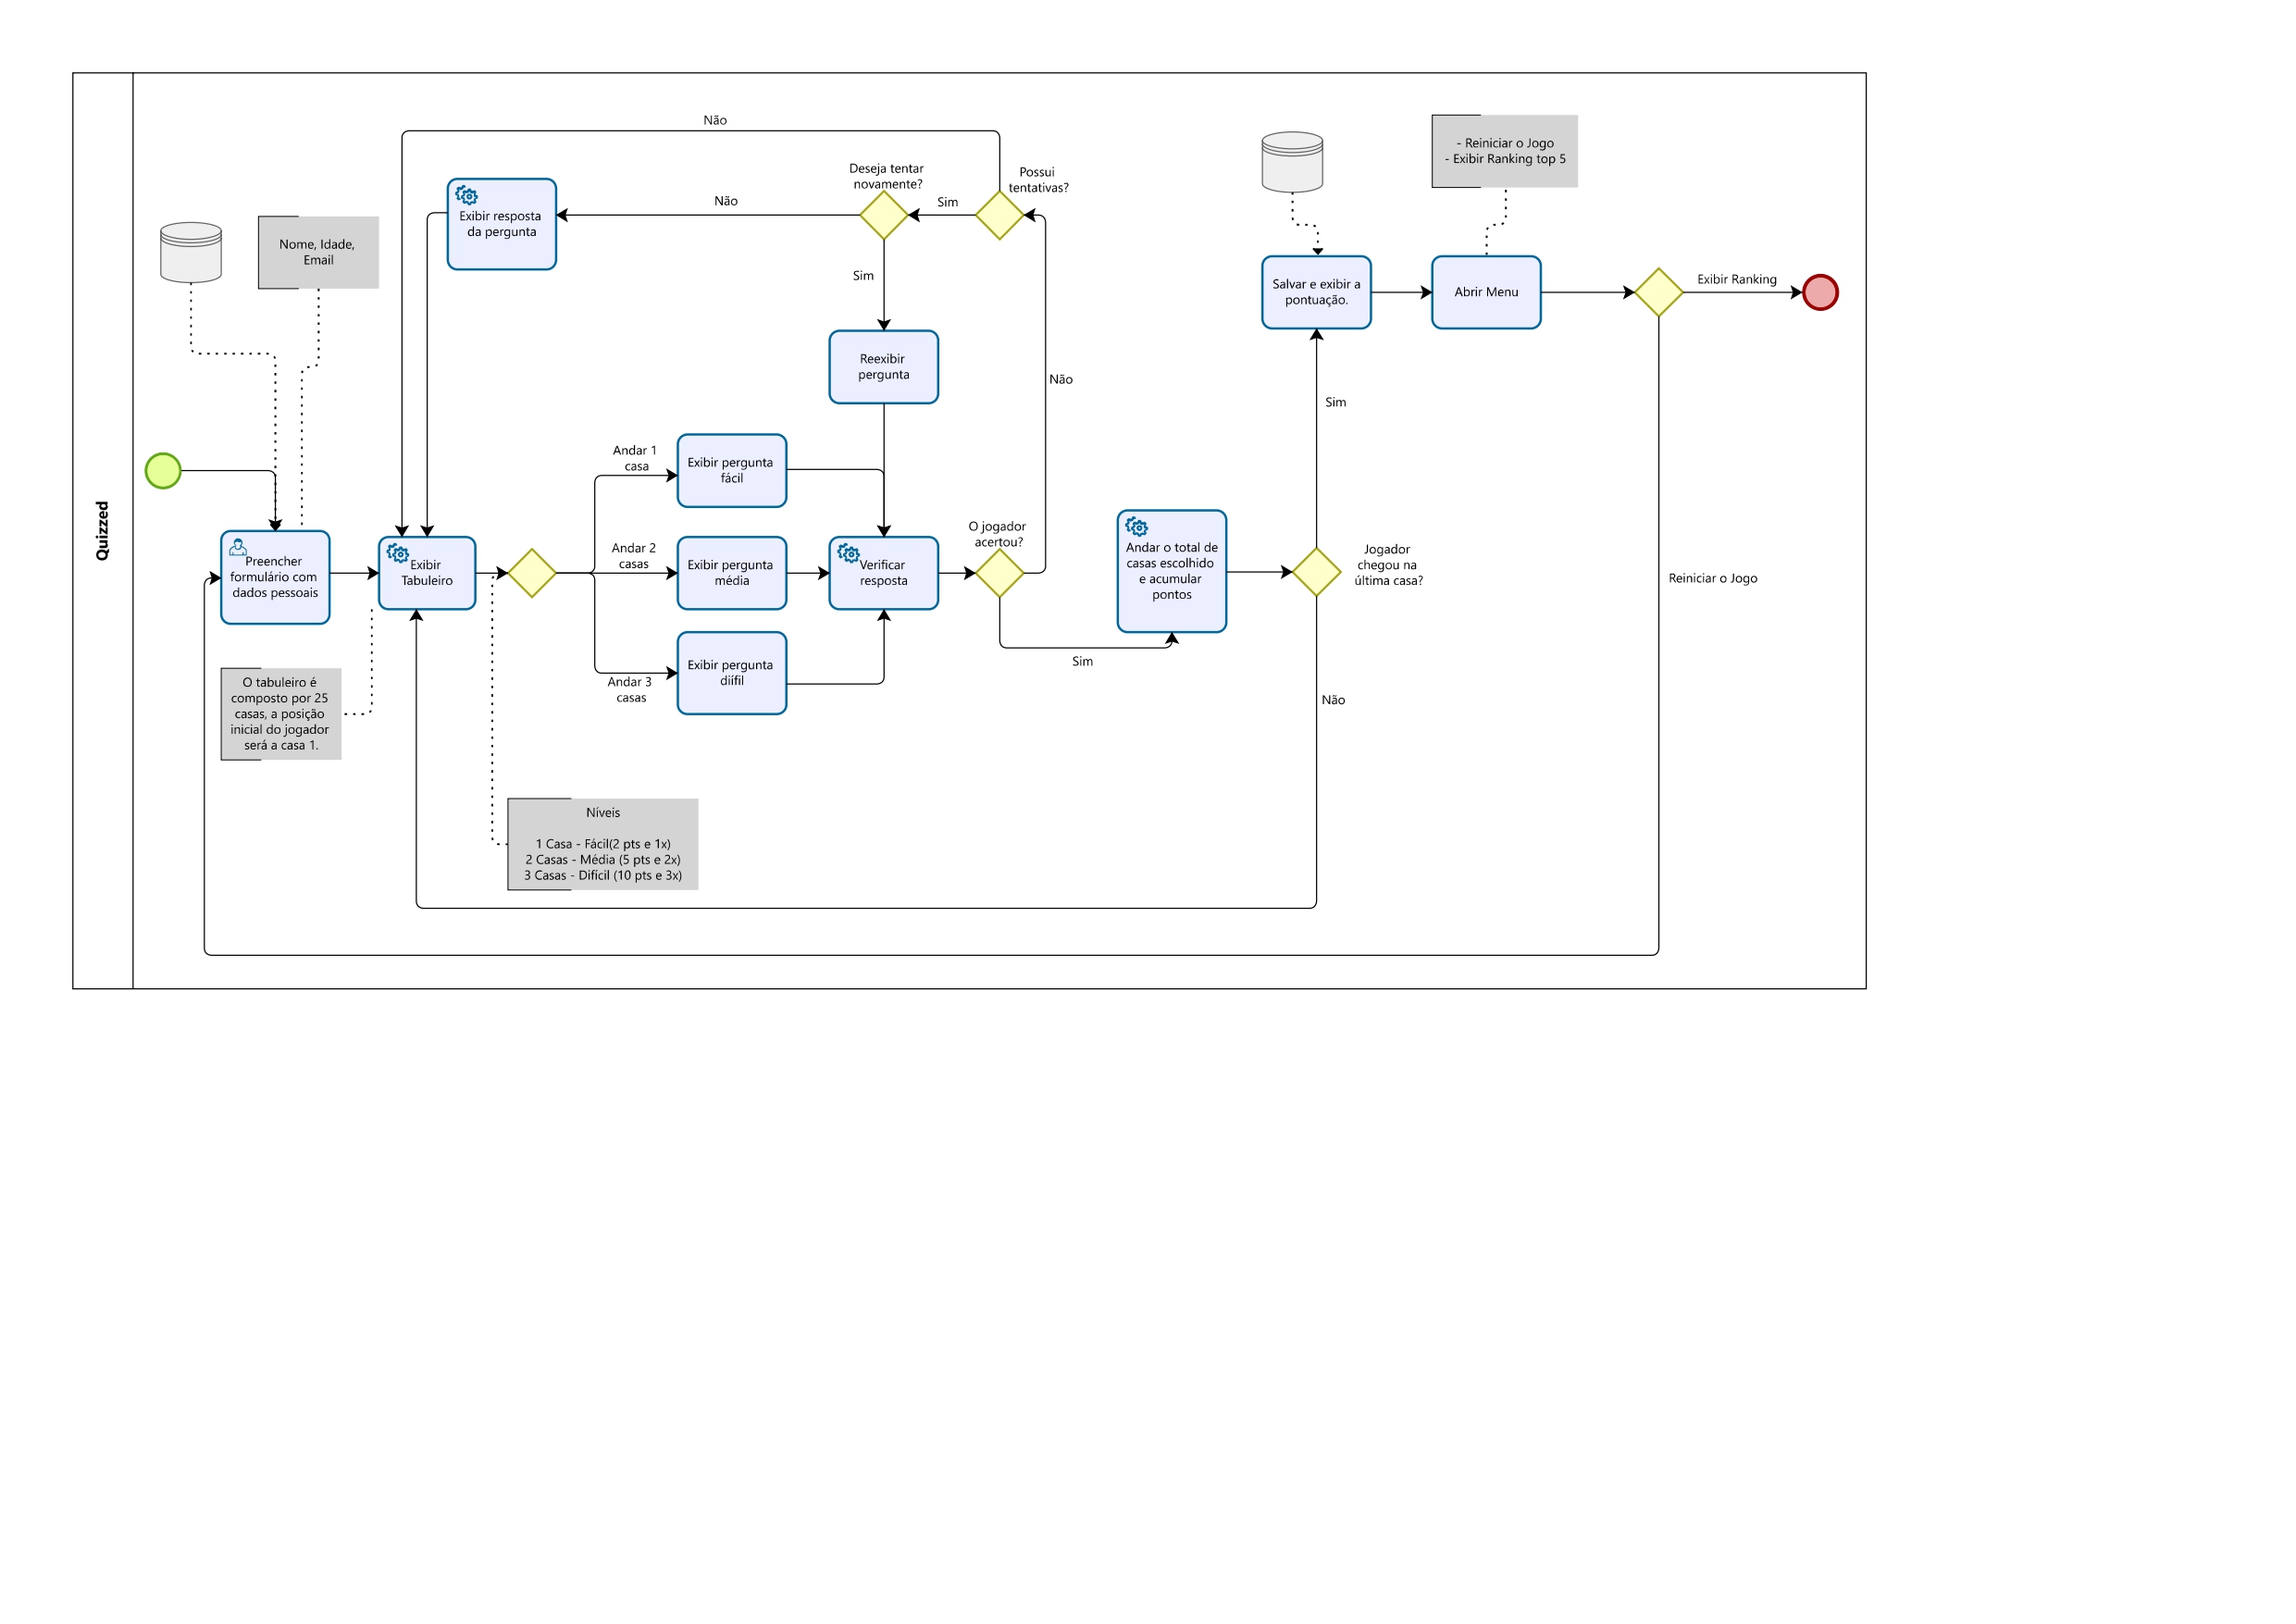 Quizzed
Não
Deseja tentar
novamente?
Possui
tentativas?
- Reiniciar o Jogo
- Exibir Ranking top 5
Exibir resposta
da pergunta
Não
Sim
Nome, Idade,
Email
Sim
Salvar e exibir a
pontuação.
Abrir Menu
Exibir Ranking
Reexibir
pergunta
Não
Sim
Andar 1
casa
Exibir pergunta
fácil
O jogador
acertou?
Preencher
formulário com
dados pessoais
Exibir
Tabuleiro
Andar 2
casas
Exibir pergunta
média
Verificar
resposta
Andar o total de
casas escolhido
e acumular
pontos
Jogador
chegou na
última casa?
Reiniciar o Jogo
Andar 3
casas
Exibir pergunta
diífil
Sim
Não
O tabuleiro é
composto por 25
casas, a posição
inicial do jogador
será a casa 1.
Níveis
1 Casa - Fácil(2 pts e 1x)
2 Casas - Média (5 pts e 2x)
3 Casas - Difícil (10 pts e 3x)